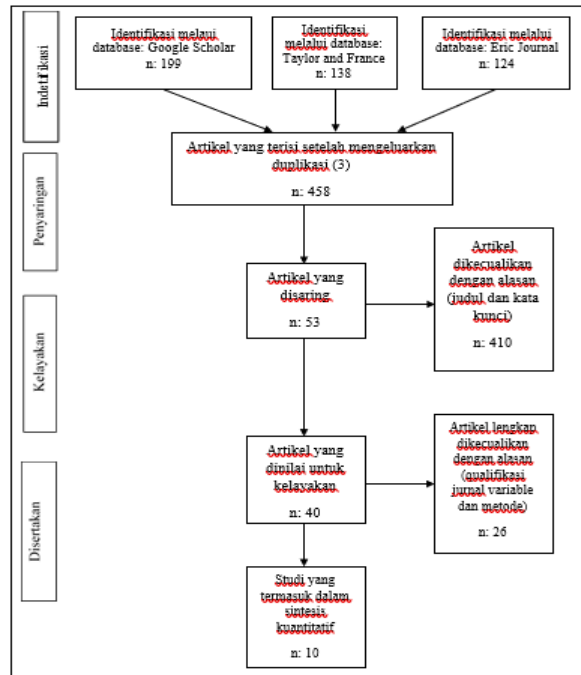 Indetifikasi
Identifikasi melaui
database: Google Scholar
n: 199
Identifikasi
melalui database:
Taylor and France
n: 138
Identifikasi melalui
database: Eric Journal
n: 124
Penyaringan
Artikel yang terisi setelah mengeluarkan
duplikasi (3)
n: 458
Artikel yang
disaring
n: 53
Artikel
dikecualikan
dengan alasan
(judul dan kata
kunci)
n: 410
Kelayakan
Artikel yang
dinilai untuk
kelayakan
n: 40
Artikel lengkap
dikecualikan
dengan alasan
(qualifikasi
jurnal variable
dan metode)
n: 26
Disertakan
Studi yang
termasuk dalam
sintesis
kuantitatif
n: 10